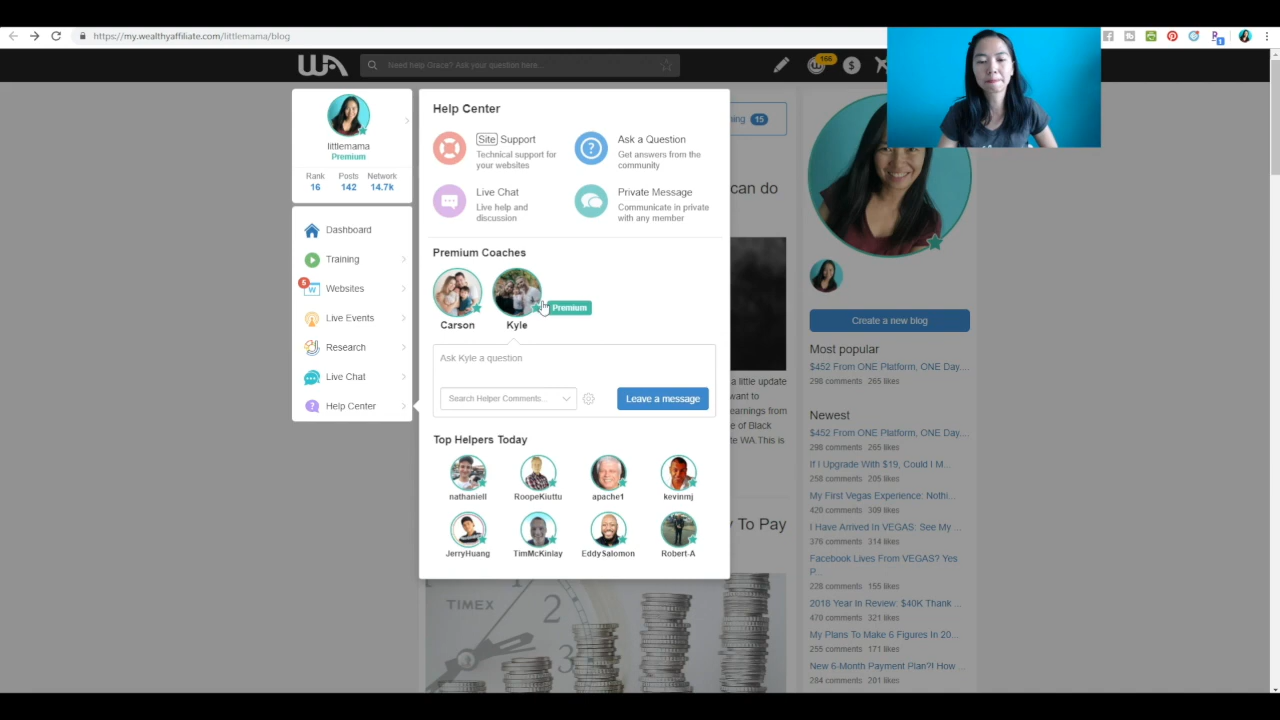 https://my.wealthyaffiliate.com/littlemama/blog
WA
Need help Grace? Ask your question here...
166
$
littlemama
Premium
Rank Posts Network
16 142 14.7k
Dashboard
Training
5
Websites
Live Events
Research
Live Chat
Help Center
Help Center
Site Support
Technical support for
your websites
Ask a Question
Get answers from the
community
Live Chat
Live help and
discussion
Private Message
Communicate in private
with any member
Premium Coaches
Premium
Carson Kyle
Ask Kyle a question
Search Helper Comments...
Leave a message
Top Helpers Today
nathaniell RoopeKiuttu apache1 kevinmj
JerryHuang TimMcKinlay EddySalomon Robert-A
15
can do
a little update
want to
earnings from
e of Black
te WA.This is
y To Pay
TIMEX
2
3
Create a new blog
Most popular
$452 From ONE Platform, ONE Day,...
298 comments 265 likes
Newest
$452 From ONE Platform, ONE Day,...
298 comments 265 likes
If I Upgrade With $19, Could I M...
258 comments 205 likes
My First Vegas Experience: Nothi...
420 comments 309 likes
I Have Arrived In VEGAS: See My ...
376 comments 314 likes
Facebook Lives From VEGAS? Yes
P...
228 comments 155 likes
2018 Year In Review: $40K Thank ...
470 comments 321 likes
My Plans To Make 6 Figures In 20...
255 comments 171 likes
New 6-Month Payment Plan?! How ...
284 comments 201 likes